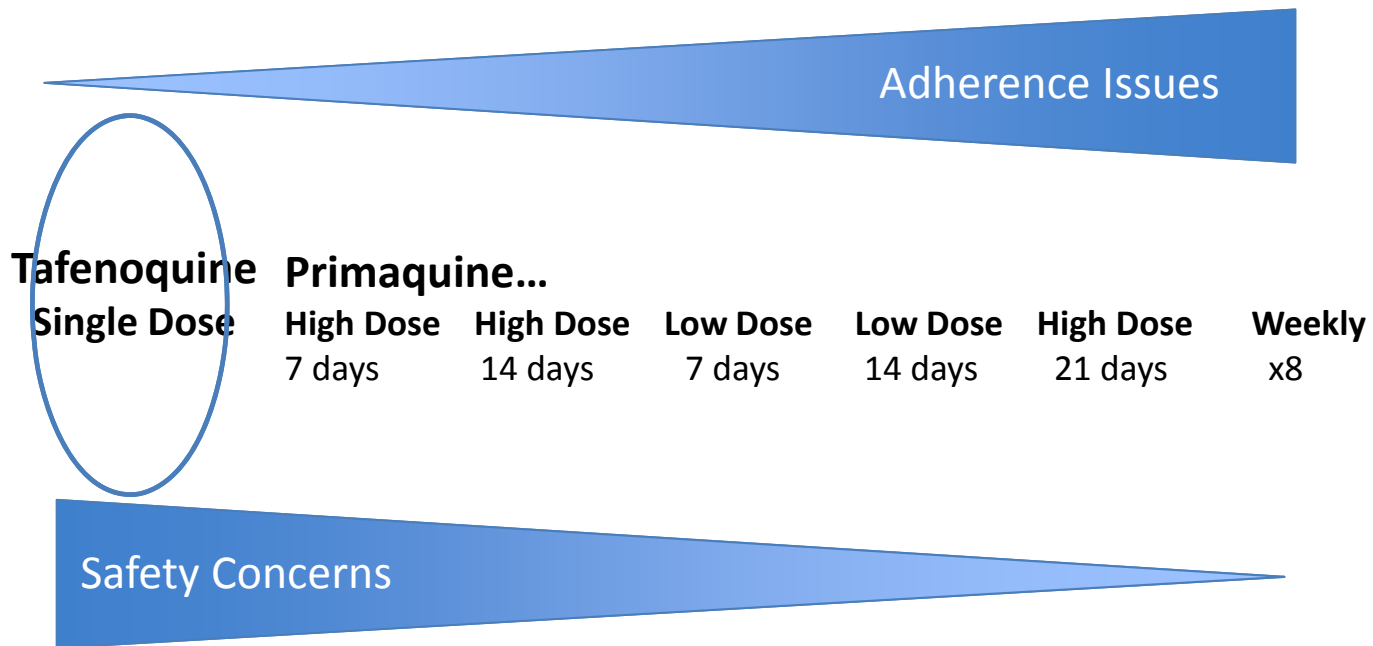 Adherence Issues
Tafenoquine
Single Dose
Primaquine…
High Dose High Dose Low Dose Low Dose High Dose Weekly
7 days 14 days 7 days 14 days 21 days x8
Safety Concerns